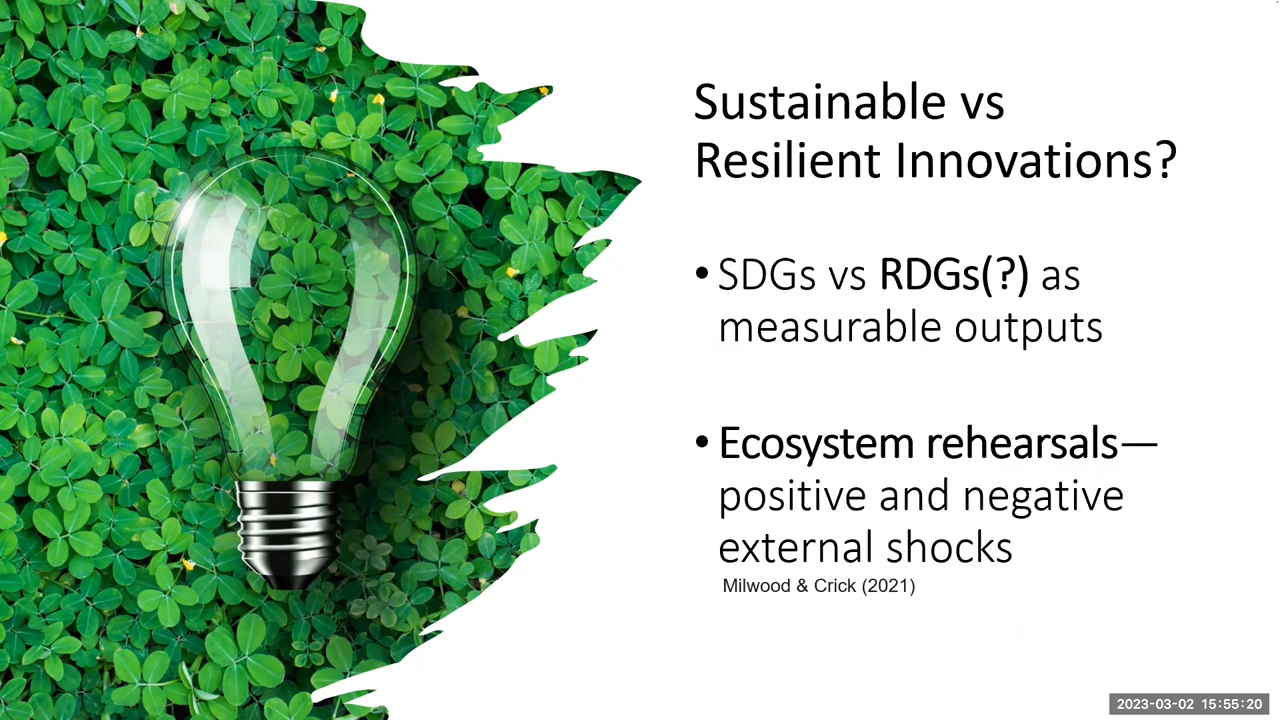 Sustainable vs
Resilient Innovations?
• SDGs vs RDGs(?) as
measurable outputs
• Ecosystem rehearsals—
positive and negative
external shocks
Milwood & Crick (2021)
2023-03-02 15:55:20